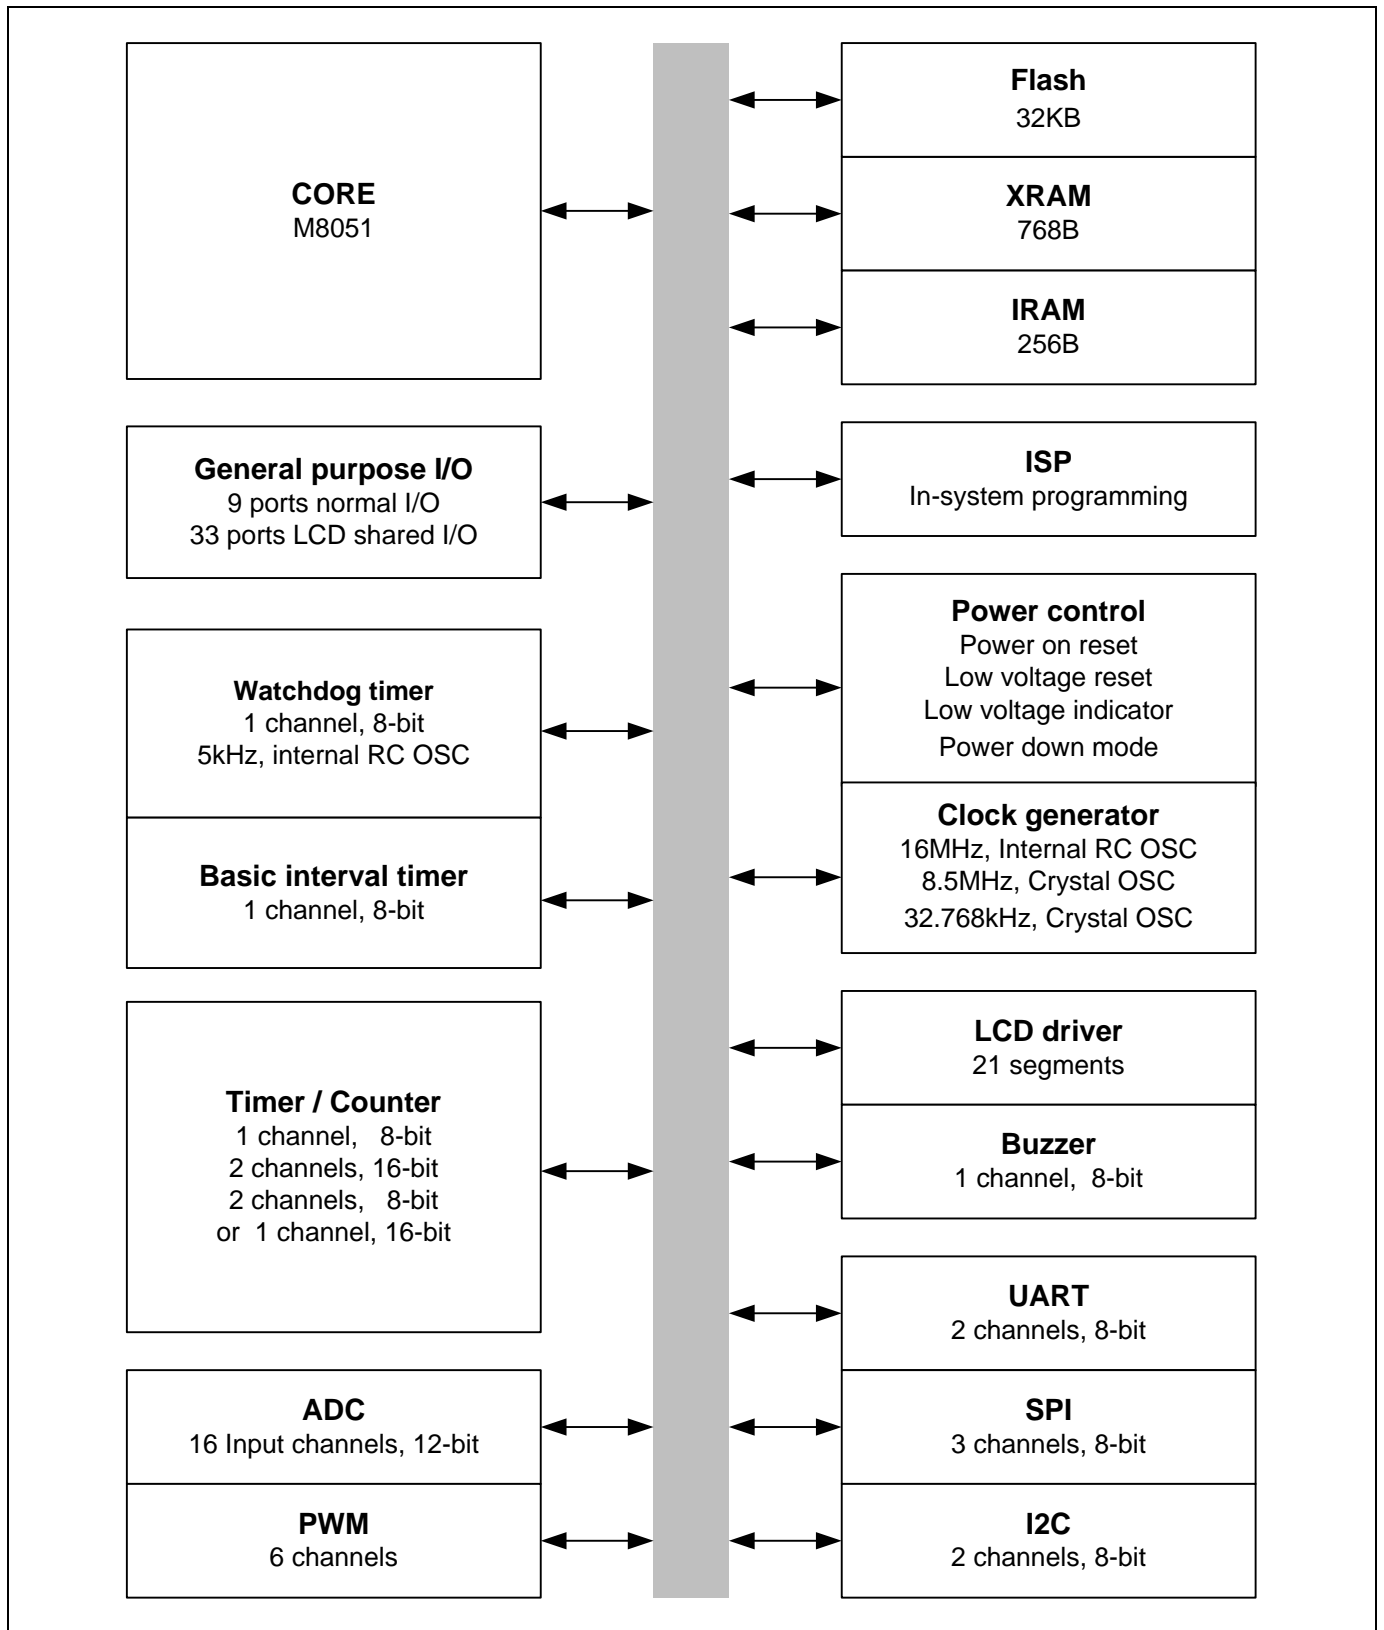 CORE
M8051
General purpose I/O
9 ports normal I/O
33 ports LCD shared I/O
Watchdog timer
1 channel, 8-bit
5kHz, internal RC OSC
Basic interval timer
1 channel, 8-bit
Timer / Counter
1 channel, 8-bit
2 channels, 16-bit
2 channels, 8-bit
or 1 channel, 16-bit
ADC
16 Input channels, 12-bit
PWM
6 channels
Flash
32KB
XRAM
768B
IRAM
256B
ISP
In-system programming
Power control
Power on reset
Low voltage reset
Low voltage indicator
Power down mode
Clock generator
16MHz, Internal RC OSC
8.5MHz, Crystal OSC
32.768kHz, Crystal OSC
LCD driver
21 segments
Buzzer
1 channel, 8-bit
UART
2 channels, 8-bit
SPI
3 channels, 8-bit
I2C
2 channels, 8-bit